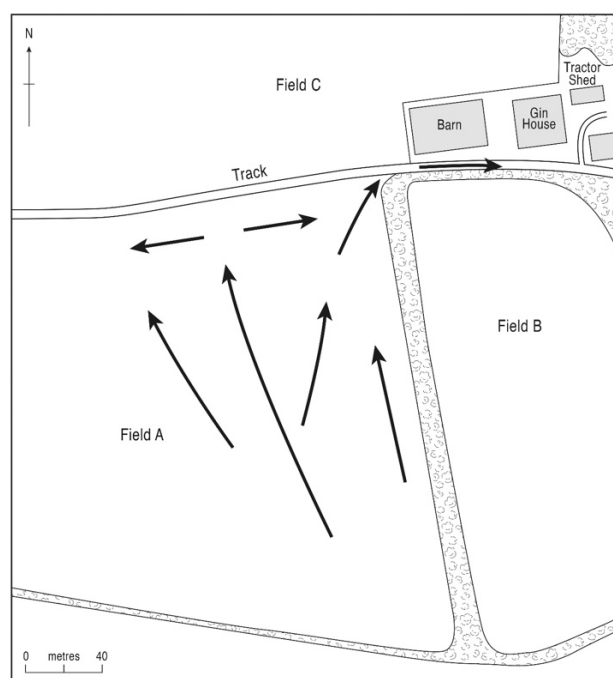 N
Field C
Tractor
Shed
Barn
Gin
House
Track
Field B
Field A
0 metres 40